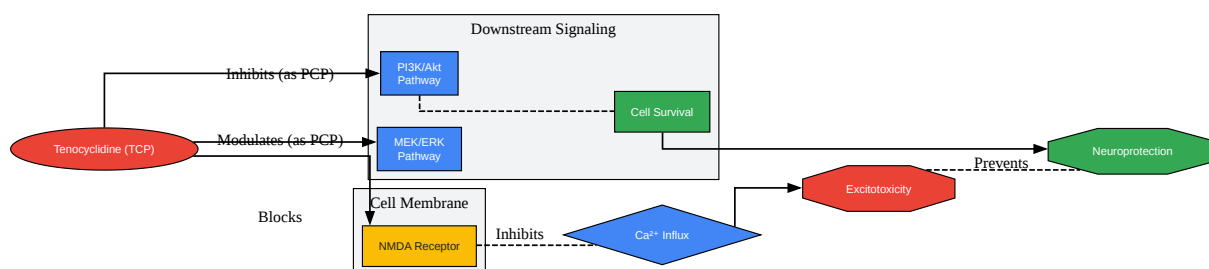 Downstream Signaling
Inhibits (as PCP)
PI3K/Akt
Pathway
Cell Survival
Tenocyclidine (TCP)
Modulates (as PCP)
MEK/ERK
Pathway
Neuroprotection
Prevents
Excitotoxicity
Cell Membrane
Blocks
NMDA Receptor
Inhibits
Ca²⁺ Influx